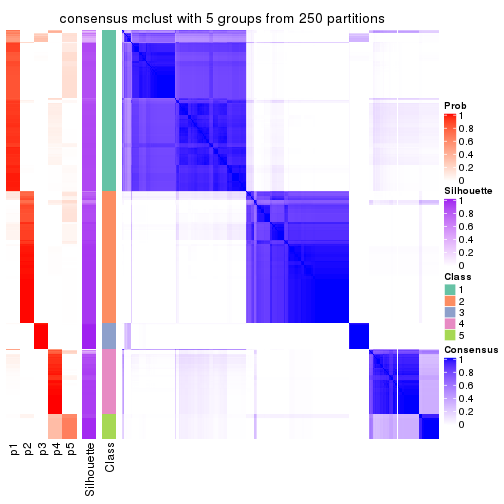 consensus mclust with 5 groups from 250 partitions
Prob
1
0.8
0.6
0.4
0.2
0
Silhouette
1
0.8
0.6
0.4
0.2
0
Class
1
2
3
4
5
Consensus
1
0.8
0.6
0.4
0.2
0
p1
p2
p3
p4
p5
Silhouette
Class